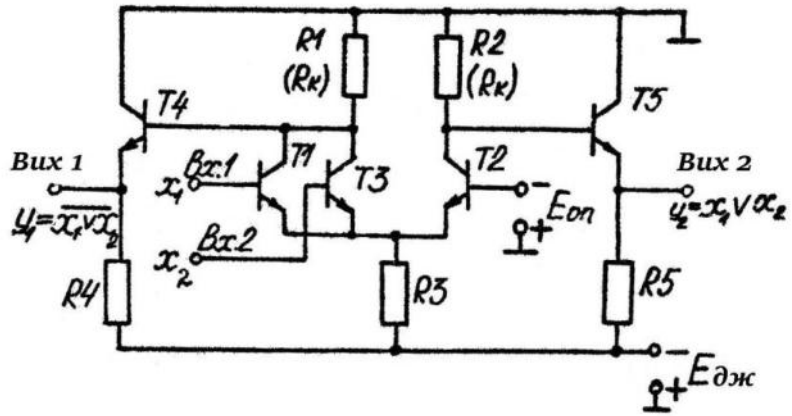 R1
(Rк)
R2
(Rк)
T4
T5
Вих 1
Вх.1
T1
T3
T2
Вих 2
x₁
−
Eоп
+
y₁=x₁∨x₂
Вх.2
y₂=x₁∨x₂
x₂
R4
R3
R5
−
Eдж
+